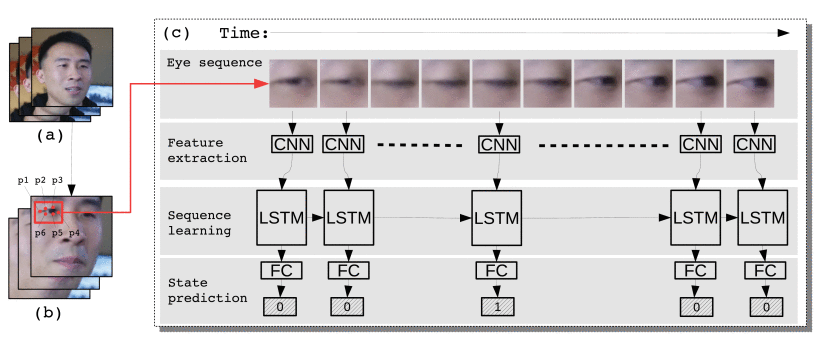 (c) Time:
Eye sequence
(a)
Feature
extraction
CNN CNN CNN CNN CNN
p1 p2 p3
p6 p5 p4
Sequence
learning
LSTM LSTM LSTM LSTM LSTM
State
prediction
FC FC FC FC FC
0 0 1 0 0
(b)